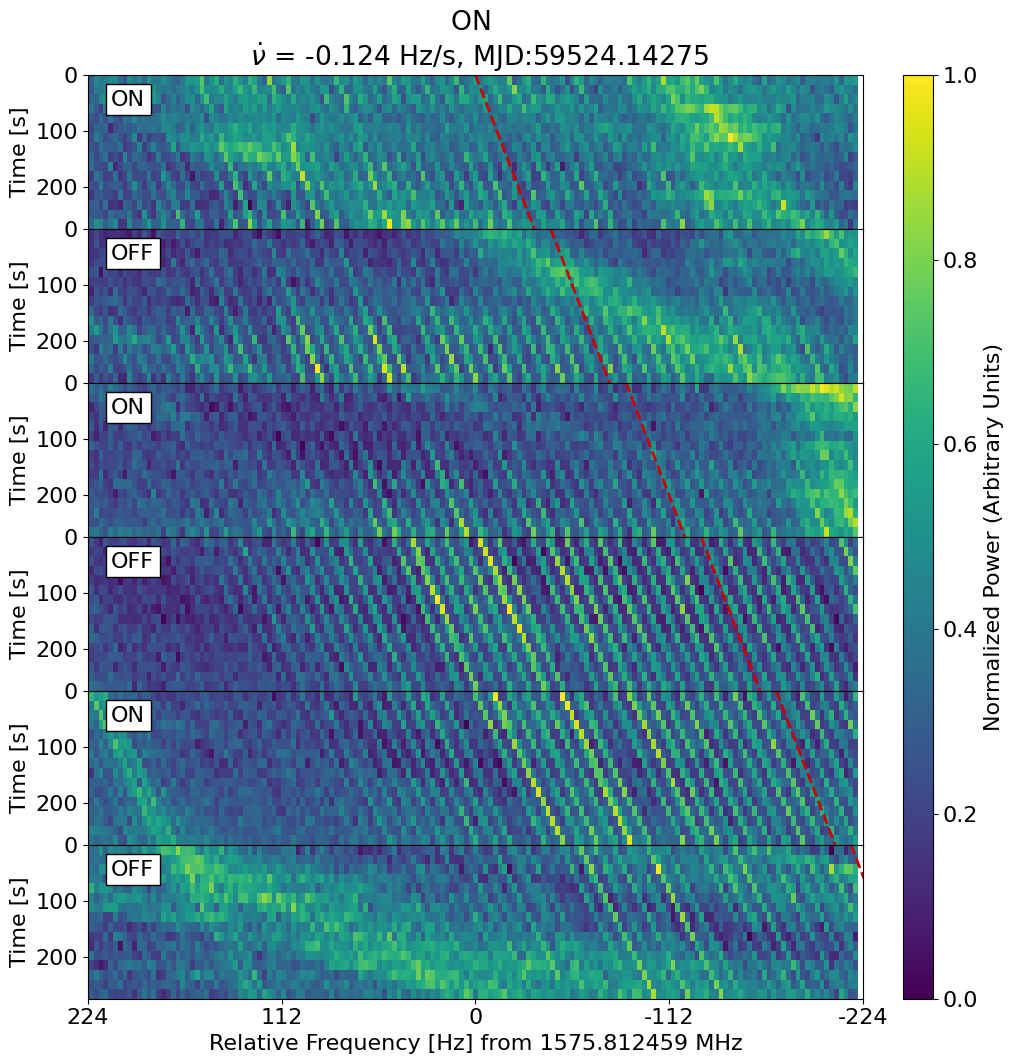 ON
ν̇ = -0.124 Hz/s, MJD:59524.14275
0
ON
100
Time [s]
200
0
OFF
100
Time [s]
200
0
ON
100
Time [s]
200
0
OFF
100
Time [s]
200
0
ON
100
Time [s]
200
0
OFF
100
Time [s]
200
224 112 0 -112 -224
Relative Frequency [Hz] from 1575.812459 MHz
1.0
0.8
0.6
0.4
0.2
0.0
Normalized Power (Arbitrary Units)